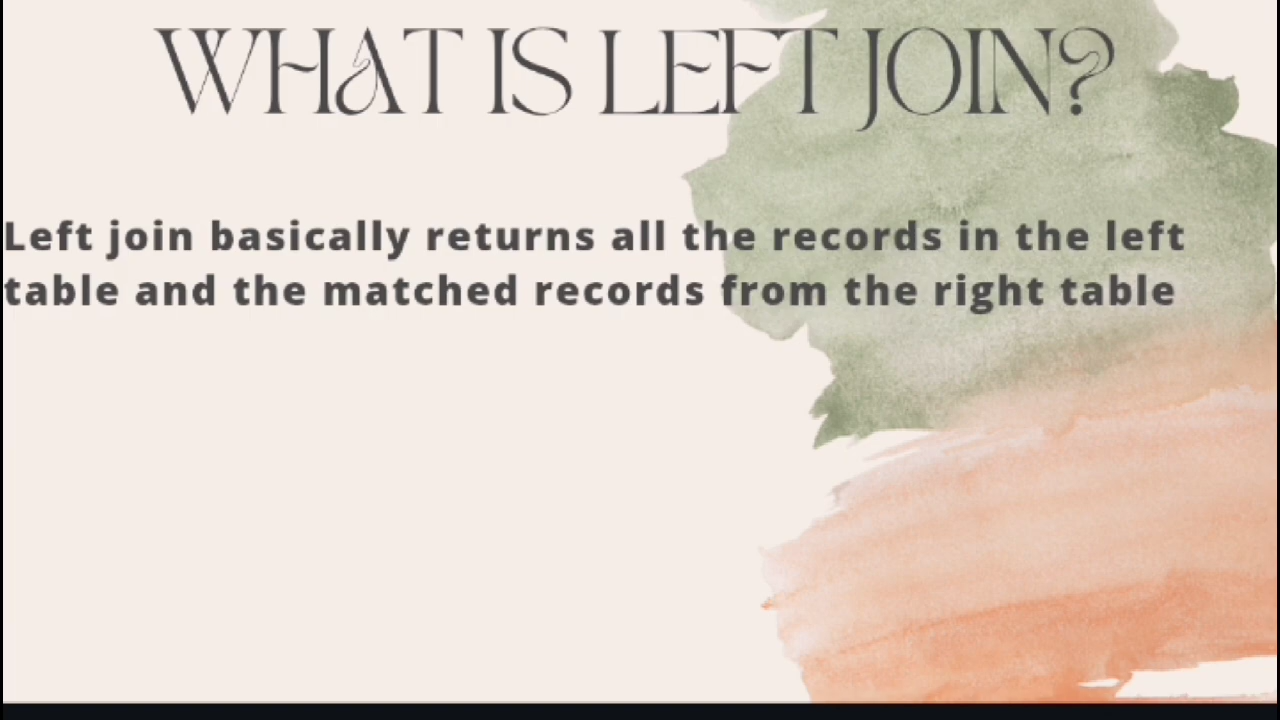 WHAT IS LEFT JOIN?
Left join basically returns all the records in the left
table and the matched records from the right table